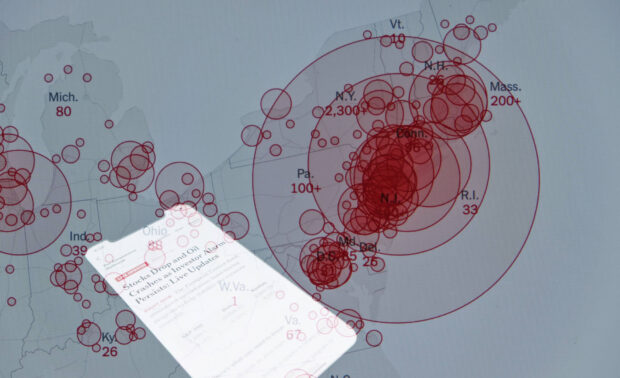 Vt.
10
N.H.
26
Mich.
80
Mass.
200+
N.Y.
2,300+
Conn.
96
Pa.
100+
N.J.
R.I.
33
Ind.
39
Ohio
88
Md.
Del.
26
D.C.
Stocks Drop and Oil
Crashes as Investor Alarm
Persists: Live Updates
W.Va.
1
Va.
67
Ky.
26